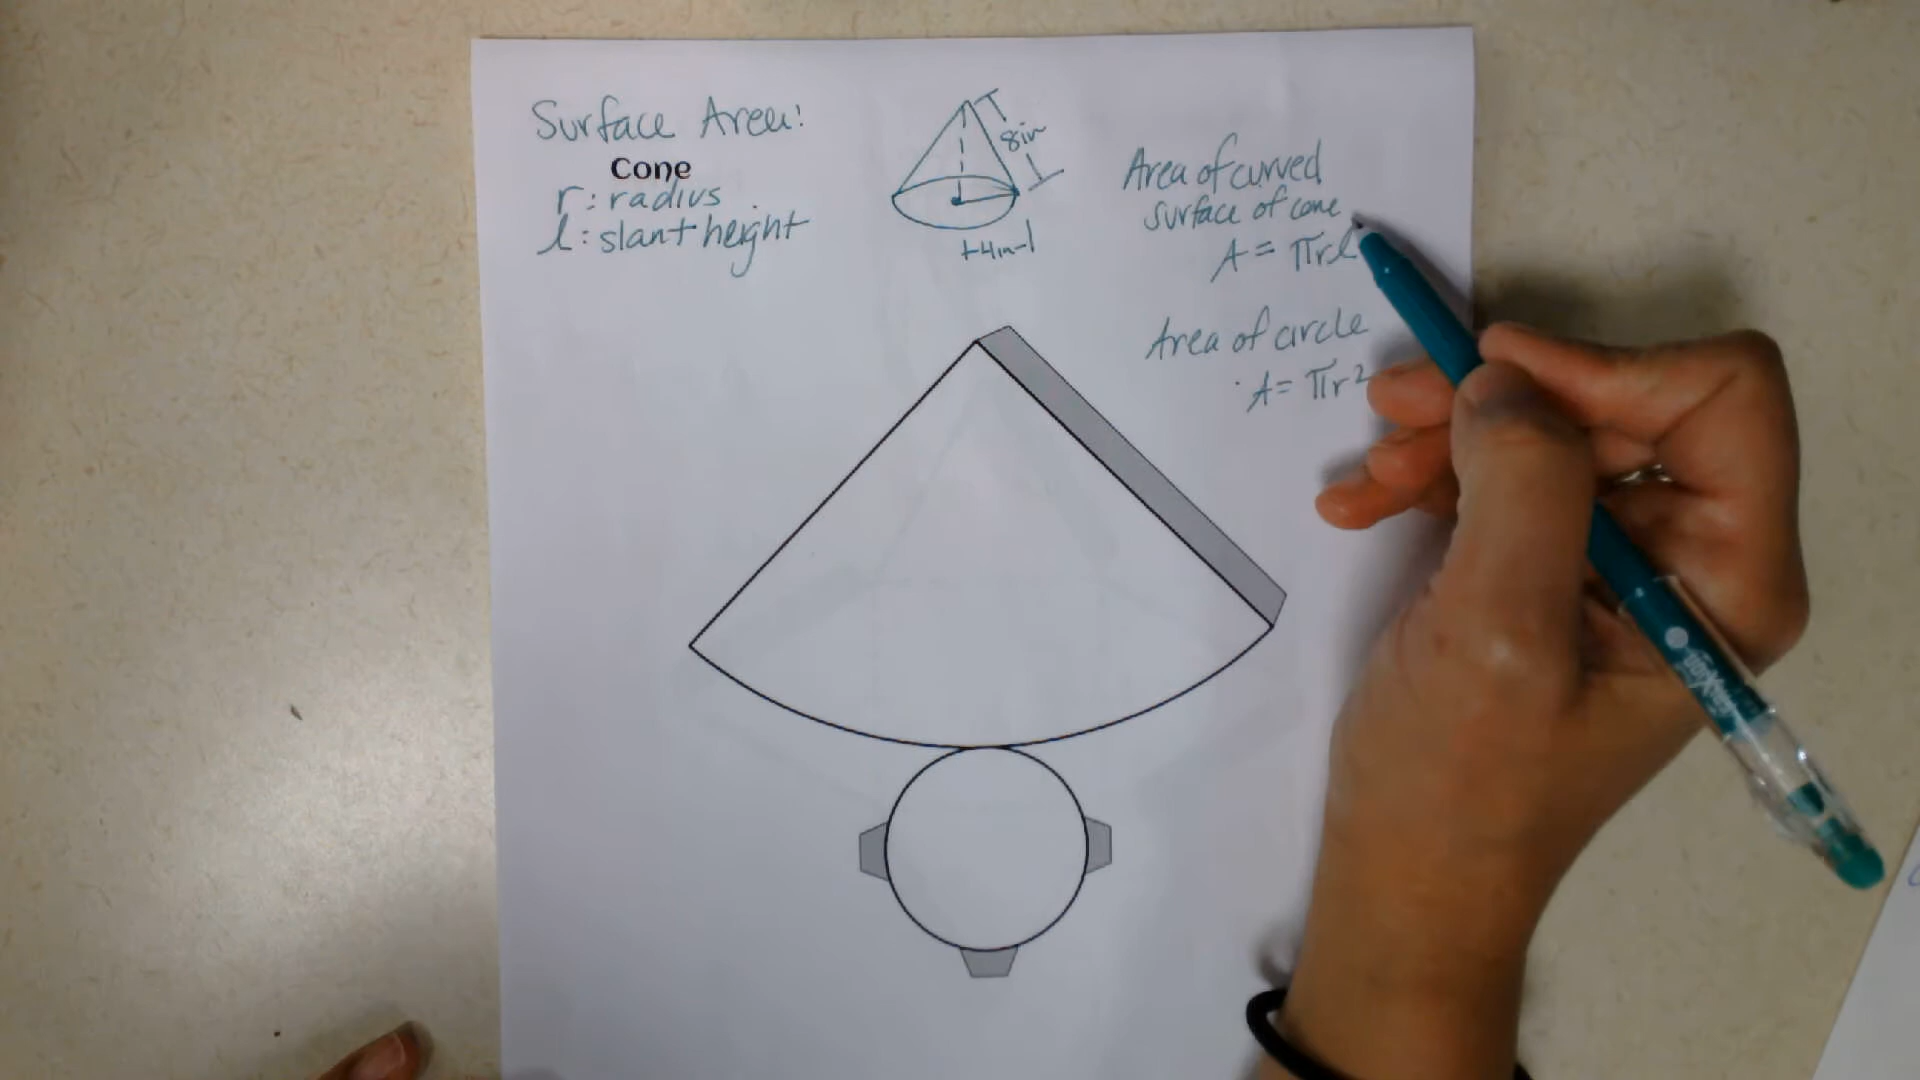 Surface Area:
Cone
r: radius
l: slant height
8in
4in
Area of curved
surface of cone
A = πrl
Area of circle
A = πr²